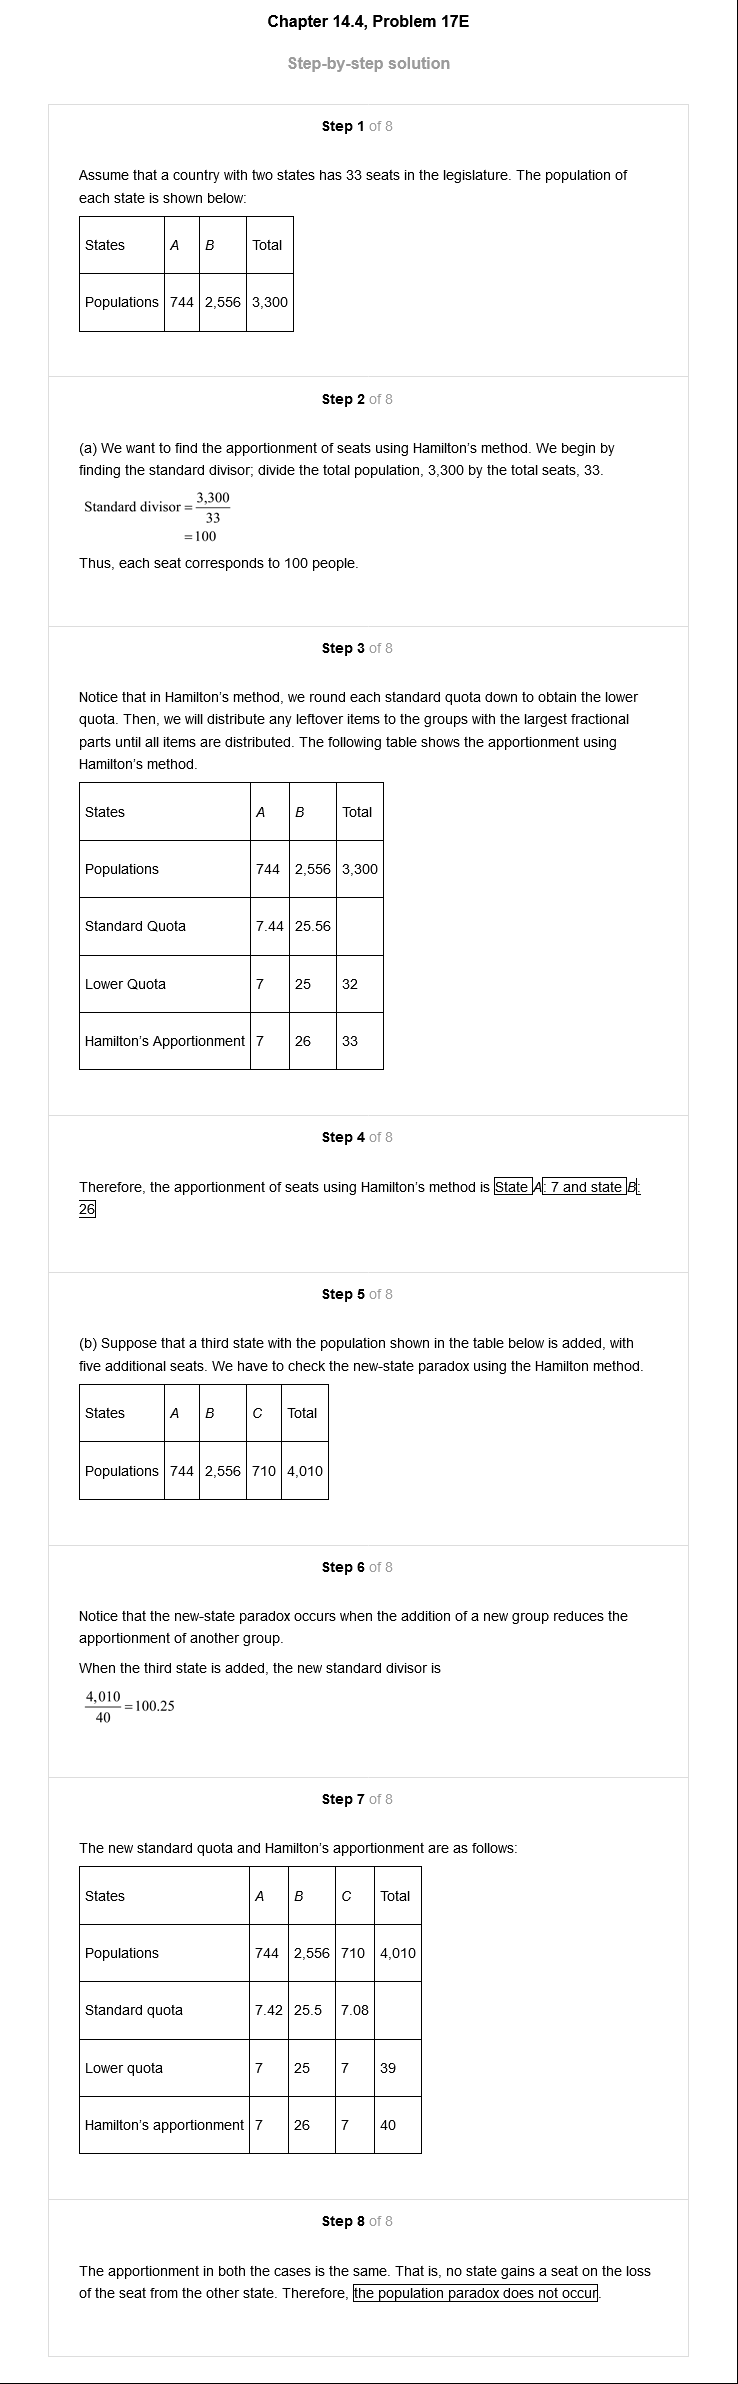 Chapter 14.4, Problem 17E
Step-by-step solution
Step 1 of 8
Assume that a country with two states has 33 seats in the legislature. The population of
each state is shown below:
States A B Total
Populations 744 2,556 3,300
Step 2 of 8
(a) We want to find the apportionment of seats using Hamilton's method. We begin by
finding the standard divisor; divide the total population, 3,300 by the total seats, 33.
Standard divisor = 3,300
33
=100
Thus, each seat corresponds to 100 people.
Step 3 of 8
Notice that in Hamilton's method, we round each standard quota down to obtain the lower
quota. Then, we will distribute any leftover items to the groups with the largest fractional
parts until all items are distributed. The following table shows the apportionment using
Hamilton's method.
States A B Total
Populations 744 2,556 3,300
Standard Quota 7.44 25.56
Lower Quota 7 25 32
Hamilton's Apportionment 7 26 33
Step 4 of 8
Therefore, the apportionment of seats using Hamilton's method is State A: 7 and state B:
26
Step 5 of 8
(b) Suppose that a third state with the population shown in the table below is added, with
five additional seats. We have to check the new-state paradox using the Hamilton method.
States A B C Total
Populations 744 2,556 710 4,010
Step 6 of 8
Notice that the new-state paradox occurs when the addition of a new group reduces the
apportionment of another group.
When the third state is added, the new standard divisor is
4,010
40
=100.25
Step 7 of 8
The new standard quota and Hamilton's apportionment are as follows:
States A B C Total
Populations 744 2,556 710 4,010
Standard quota 7.42 25.5 7.08
Lower quota 7 25 7 39
Hamilton's apportionment 7 26 7 40
Step 8 of 8
The apportionment in both the cases is the same. That is, no state gains a seat on the loss
of the seat from the other state. Therefore, the population paradox does not occur.